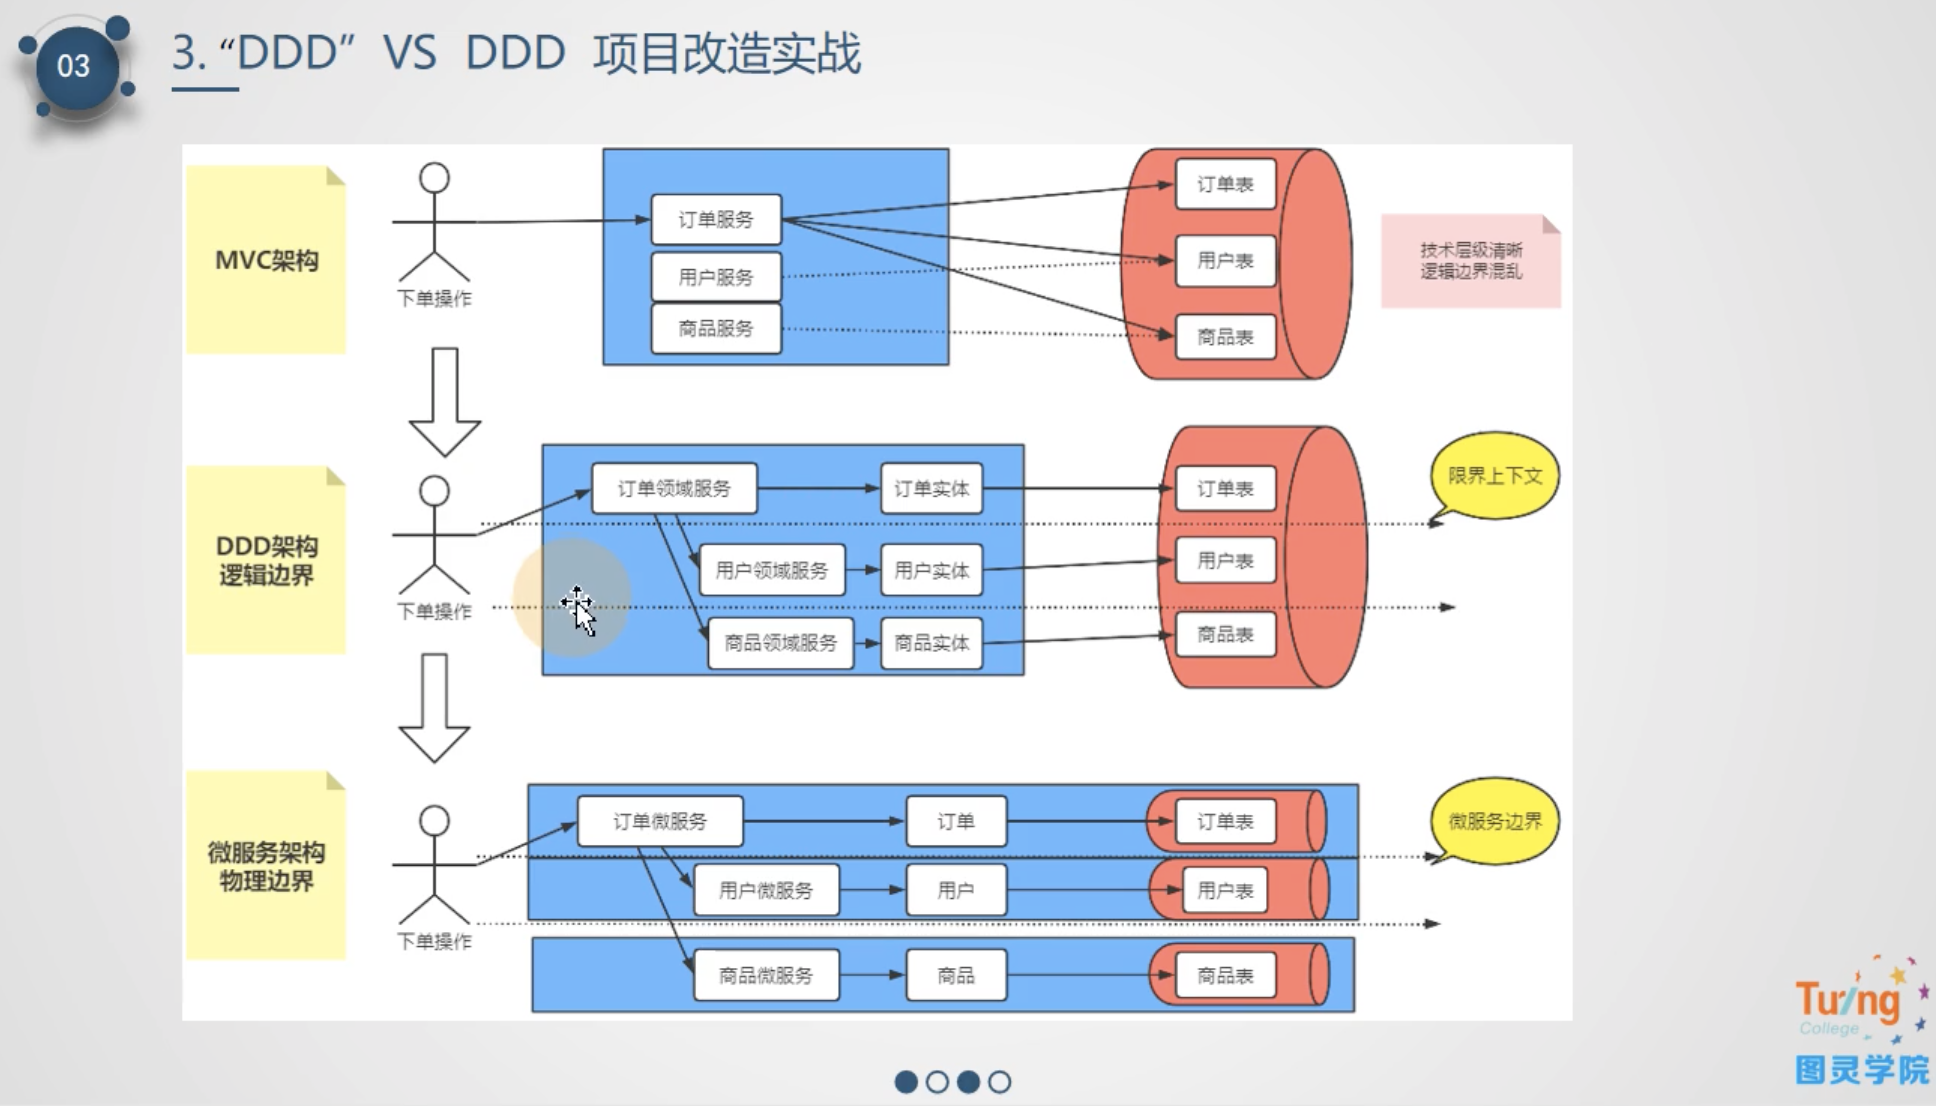 03
3. “DDD” VS DDD 项目改造实战
MVC架构
下单操作
订单服务
用户服务
商品服务
订单表
用户表
商品表
技术层级清晰
逻辑边界混乱
DDD架构
逻辑边界
下单操作
订单领域服务
订单实体
用户领域服务
用户实体
商品领域服务
商品实体
订单表
用户表
商品表
限界上下文
微服务架构
物理边界
下单操作
订单微服务
订单
订单表
用户微服务
用户
用户表
商品微服务
商品
商品表
微服务边界
Turing
College
图灵学院